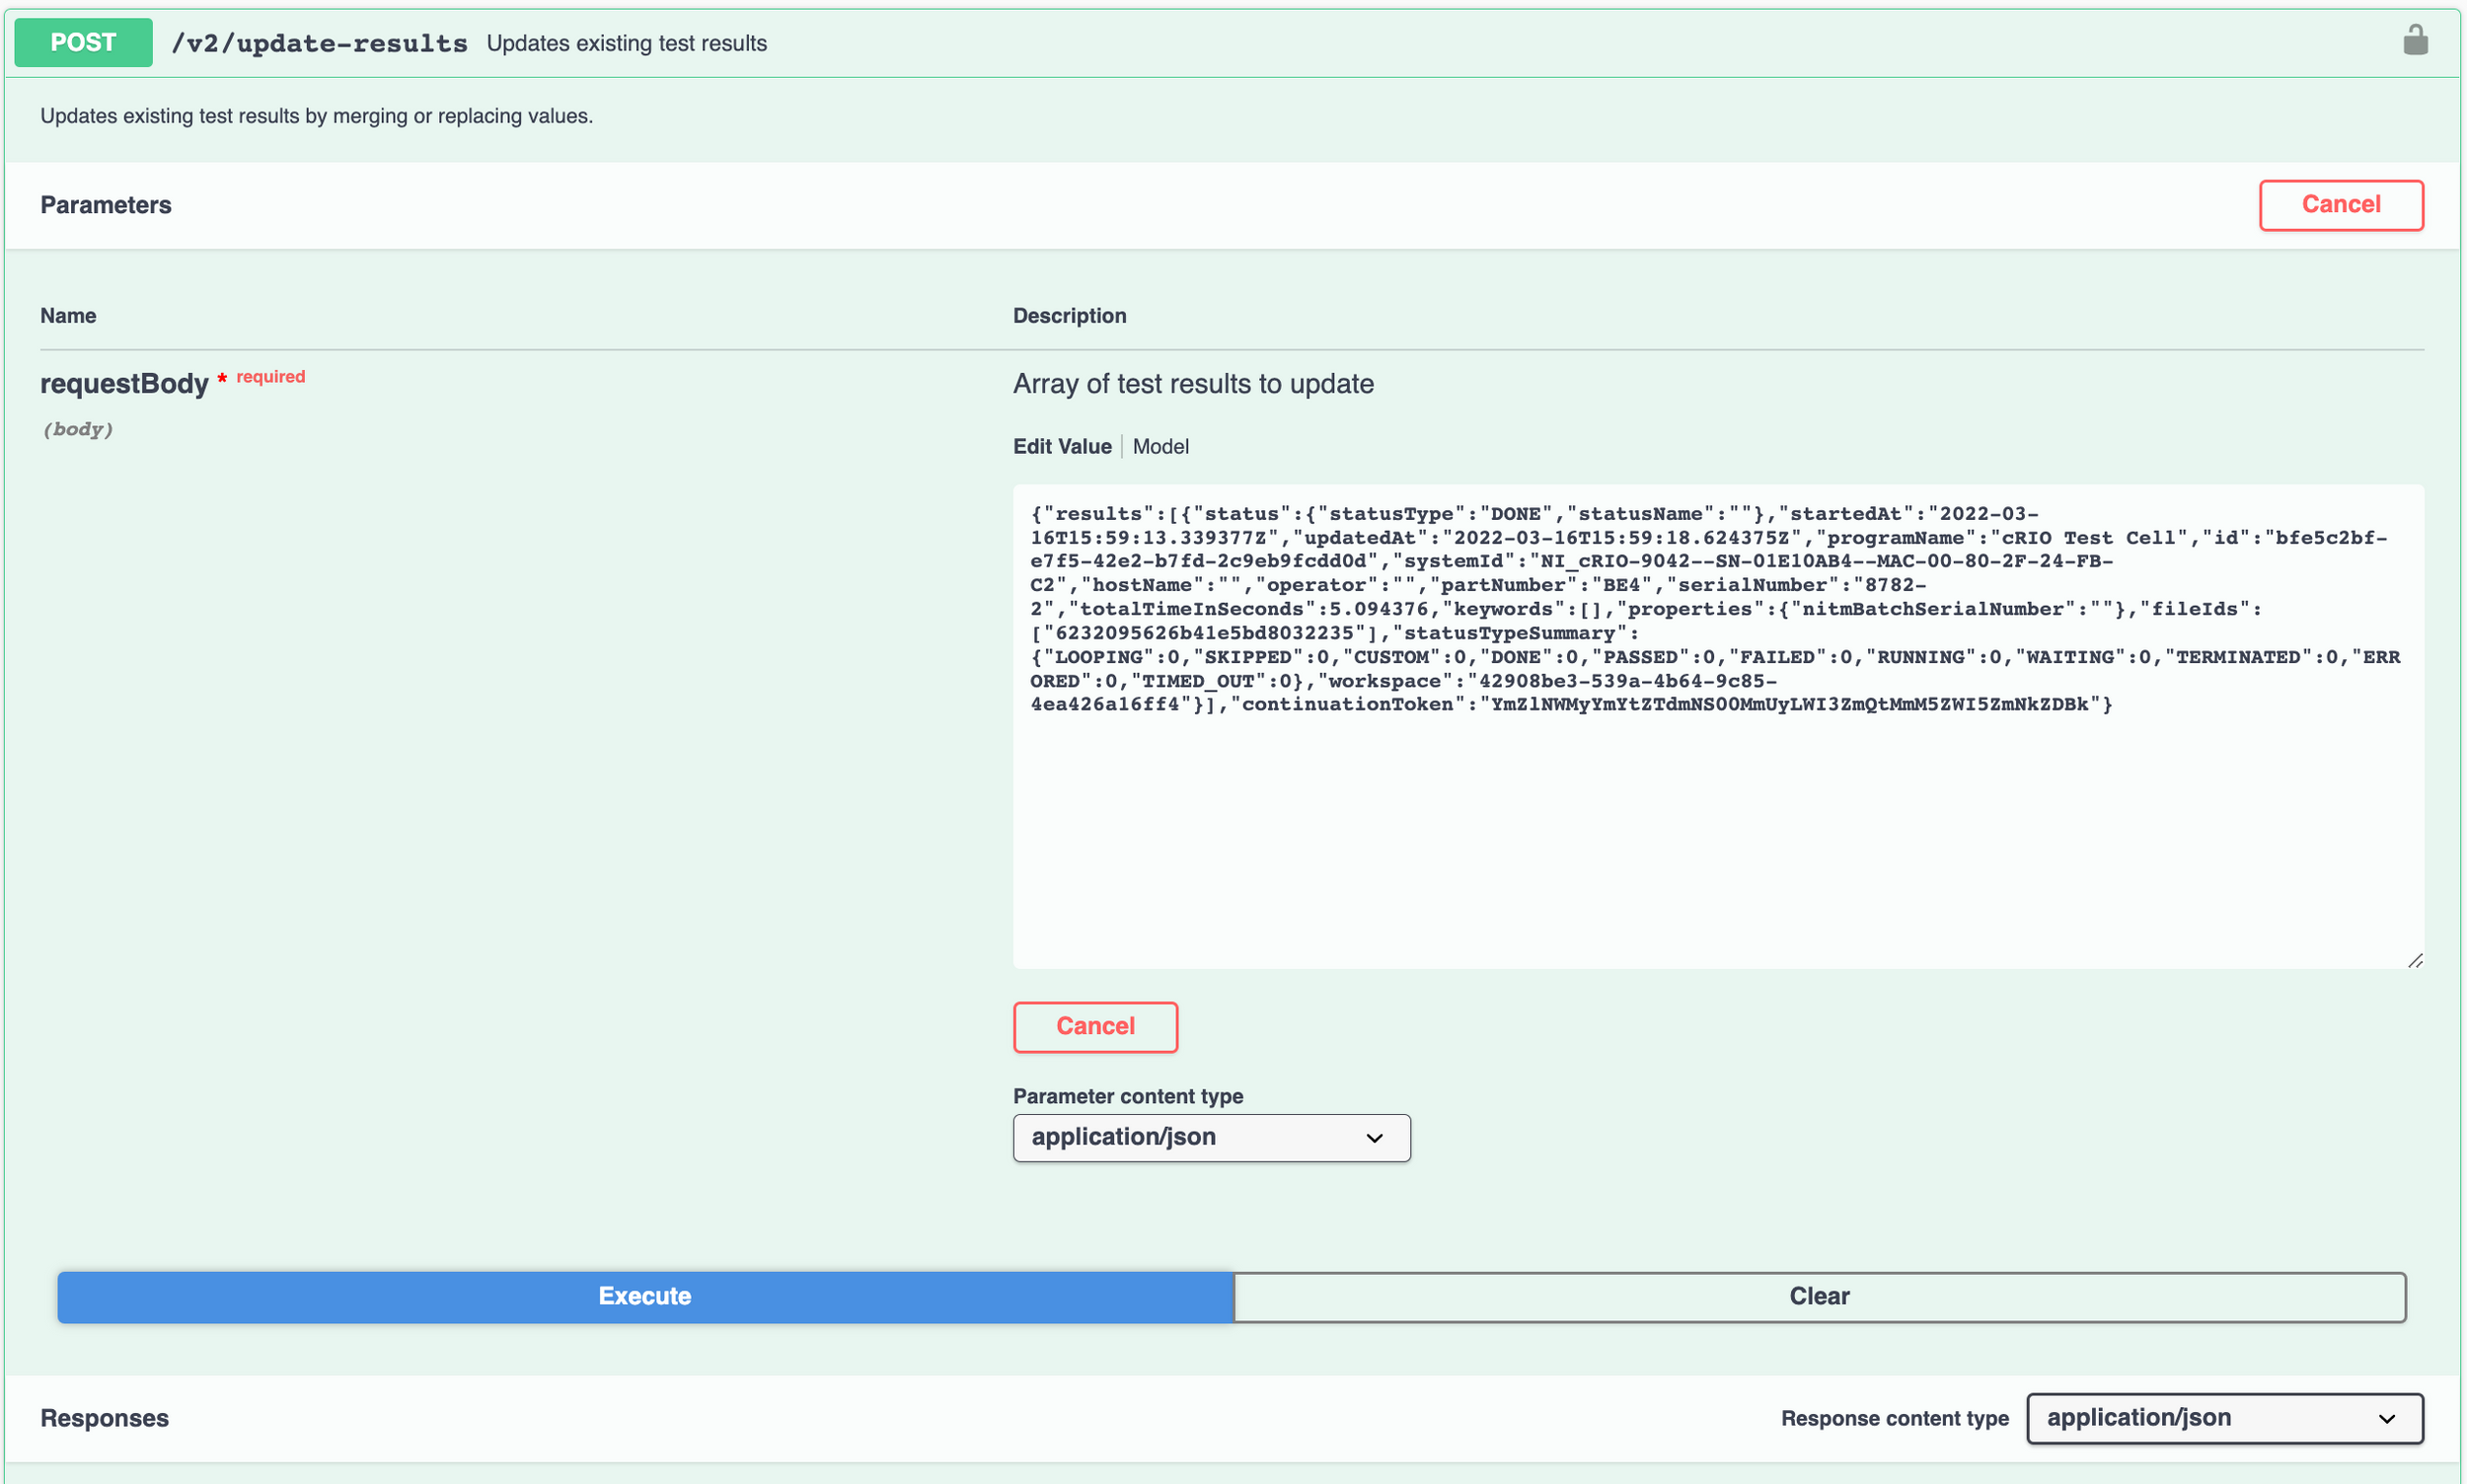 POST /v2/update-results Updates existing test results
Updates existing test results by merging or replacing values.
Parameters
Cancel
Name Description
requestBody * required
(body)
Array of test results to update
Edit Value Model
{"results":[{"status":{"statusType":"DONE","statusName":""},"startedAt":"2022-03-
16T15:59:13.339377Z","updatedAt":"2022-03-16T15:59:18.624375Z","programName":"cRIO Test Cell","id":"bfe5c2bf-
e7f5-42e2-b7fd-2c9eb9fcdd0d","systemId":"NI_cRIO-9042--SN-01E10AB4--MAC-00-80-2F-24-FB-
C2","hostName":"","operator":"","partNumber":"BE4","serialNumber":"8782-
2","totalTimeInSeconds":5.094376,"keywords":[],"properties":{"nitmBatchSerialNumber":""},"fileIds":
["6232095626b41e5bd8032235"],"statusTypeSummary":
{"LOOPING":0,"SKIPPED":0,"CUSTOM":0,"DONE":0,"PASSED":0,"FAILED":0,"RUNNING":0,"WAITING":0,"TERMINATED":0,"ERR
ORED":0,"TIMED_OUT":0},"workspace":"42908be3-539a-4b64-9c85-
4ea426a16ff4"}],"continuationToken":"YmZlNWMyYmYtZTdmNS00MmUyLWI3ZmQtMmM5ZWI5ZmNkZDBk"}
Cancel
Parameter content type
application/json
Execute Clear
Responses Response content type application/json